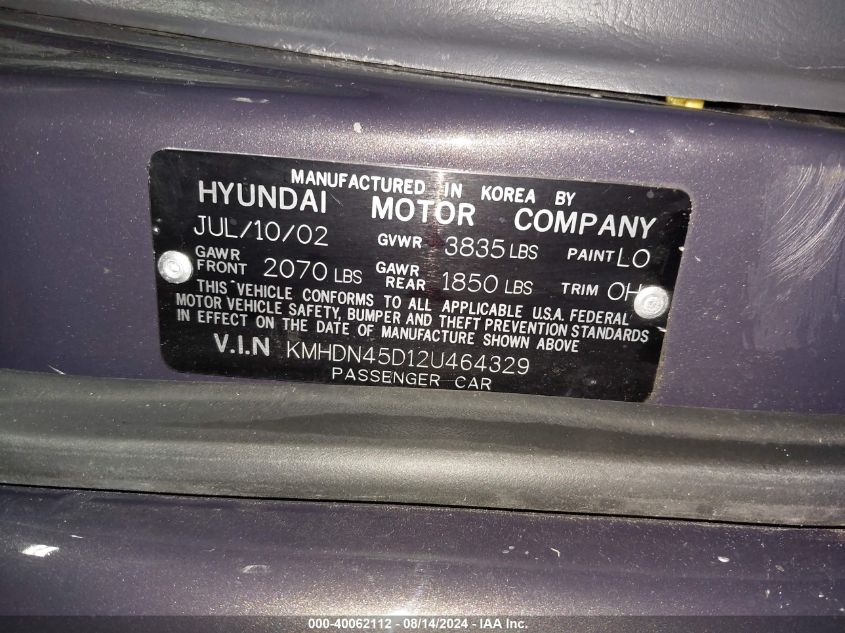 MANUFACTURED IN KOREA BY
HYUNDAI MOTOR COMPANY
JUL/10/02 GVWR 3835 LBS PAINT LO
GAWR FRONT 2070 LBS GAWR REAR 1850 LBS TRIM OH
THIS VEHICLE CONFORMS TO ALL APPLICABLE U.S.A. FEDERAL
MOTOR VEHICLE SAFETY, BUMPER AND THEFT PREVENTION STANDARDS
IN EFFECT ON THE DATE OF MANUFACTURE SHOWN ABOVE
V.I.N KMHDN45D12U464329
PASSENGER CAR
000-40062112 - 08/14/2024 - IAA Inc.